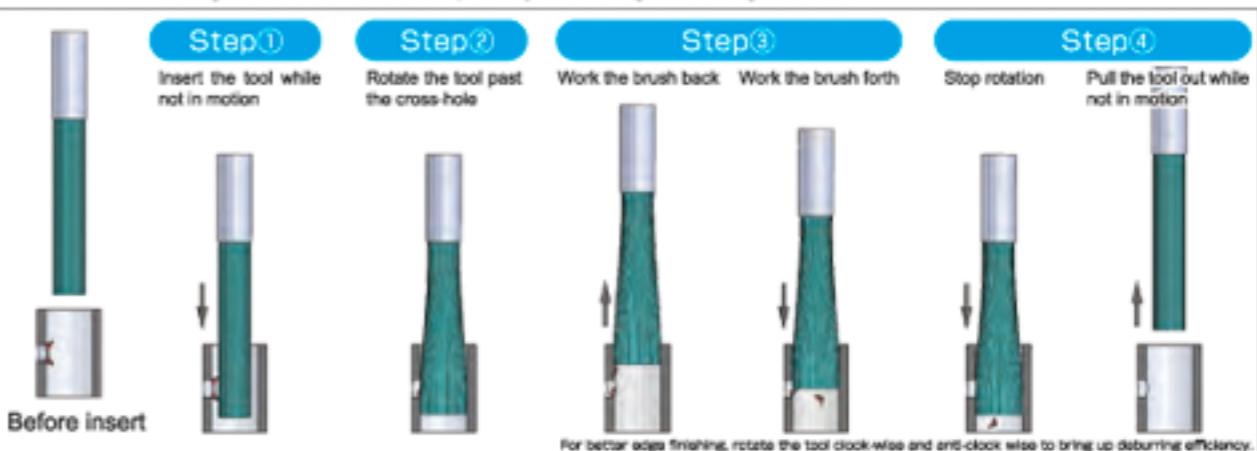 Step①
Insert the tool while
not in motion
Step②
Rotate the tool past
the cross-hole
Step③
Work the brush back
Work the brush forth
Step④
Stop rotation
Pull the tool out while
not in motion
Before insert
For better edge finishing, rotate the tool clock-wise and anti-clock wise to bring up deburring efficiency.